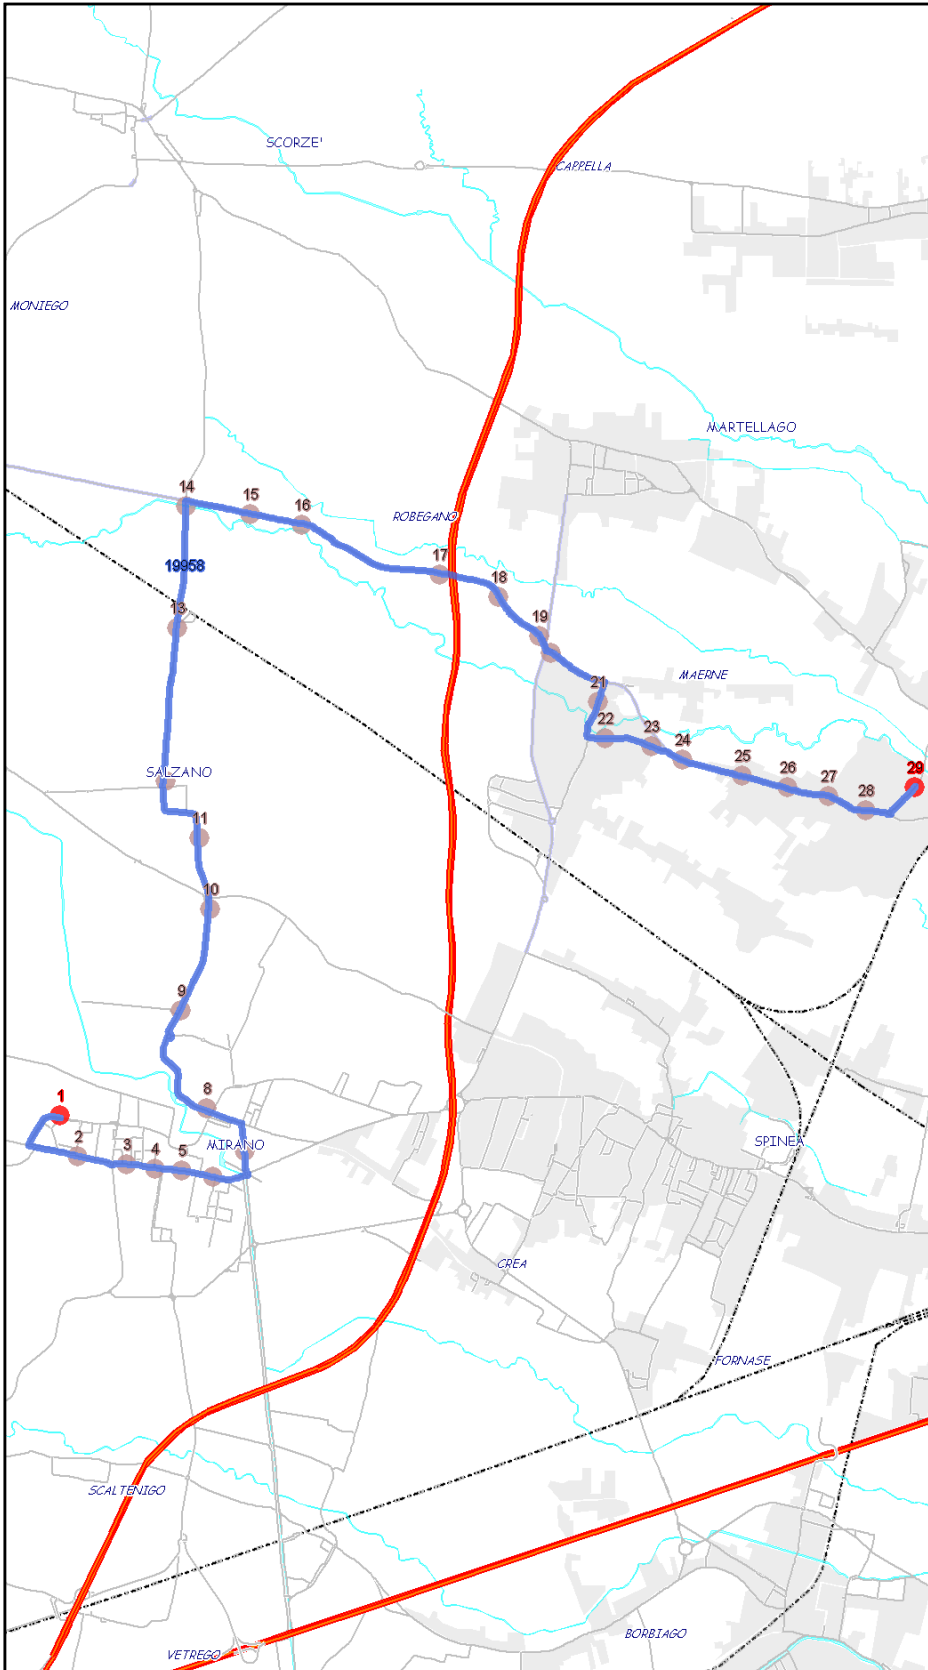 SCORZE'
CAPPELLA
MONIEGO
MARTELLAGO
14
15
16
ROBEGANO
17
19958
18
13
19
MAERNE
21
22
23
24
SALZANO
25
26
27
29
28
11
10
9
1
8
2
3
4
5
MIRANO
SPINEA
CREA
FORNASE
SCALTENIGO
BORBIAGO
VETREGO